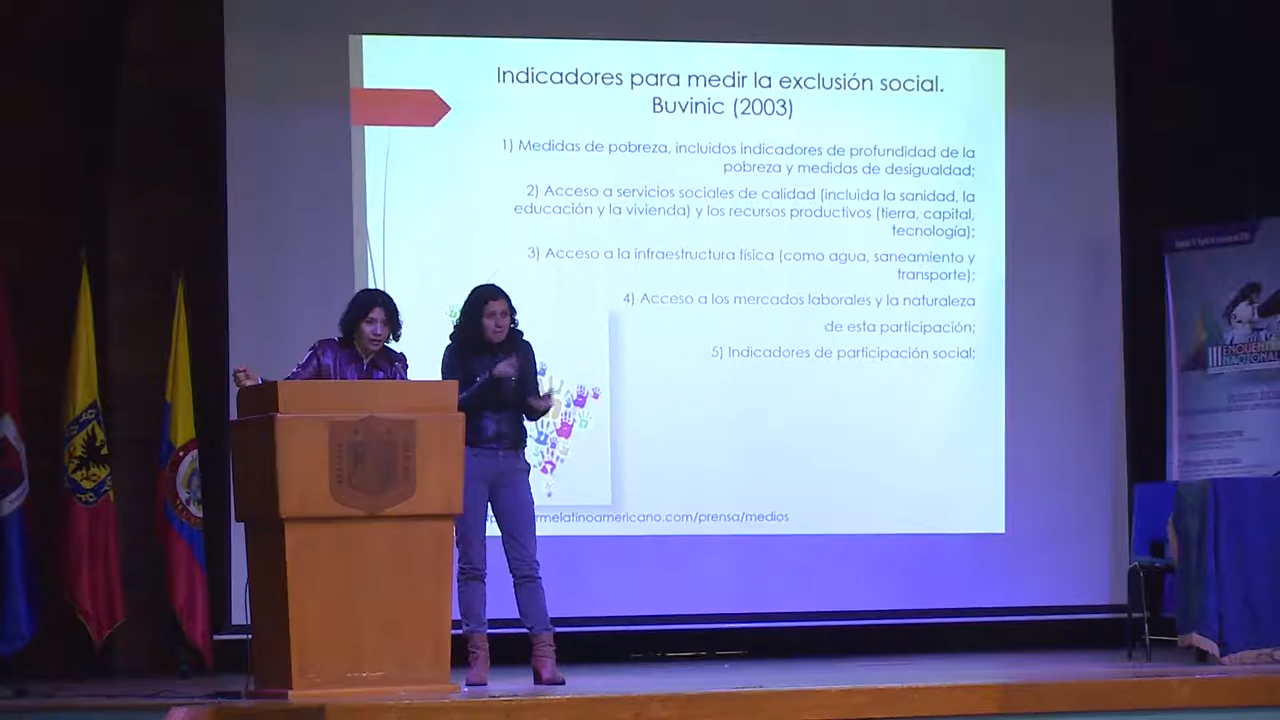 Indicadores para medir la exclusión social.
Buvinic (2003)
1) Medidas de pobreza, incluidos indicadores de profundidad de la
pobreza y medidas de desigualdad;
2) Acceso a servicios sociales de calidad (incluida la sanidad, la
educación y la vivienda) y los recursos productivos (tierra, capital,
tecnología);
3) Acceso a la infraestructura física (como agua, saneamiento y
transporte);
4) Acceso a los mercados laborales y la naturaleza
de esta participación;
5) Indicadores de participación social;
rmelatinoamericano.com/prensa/medios
III